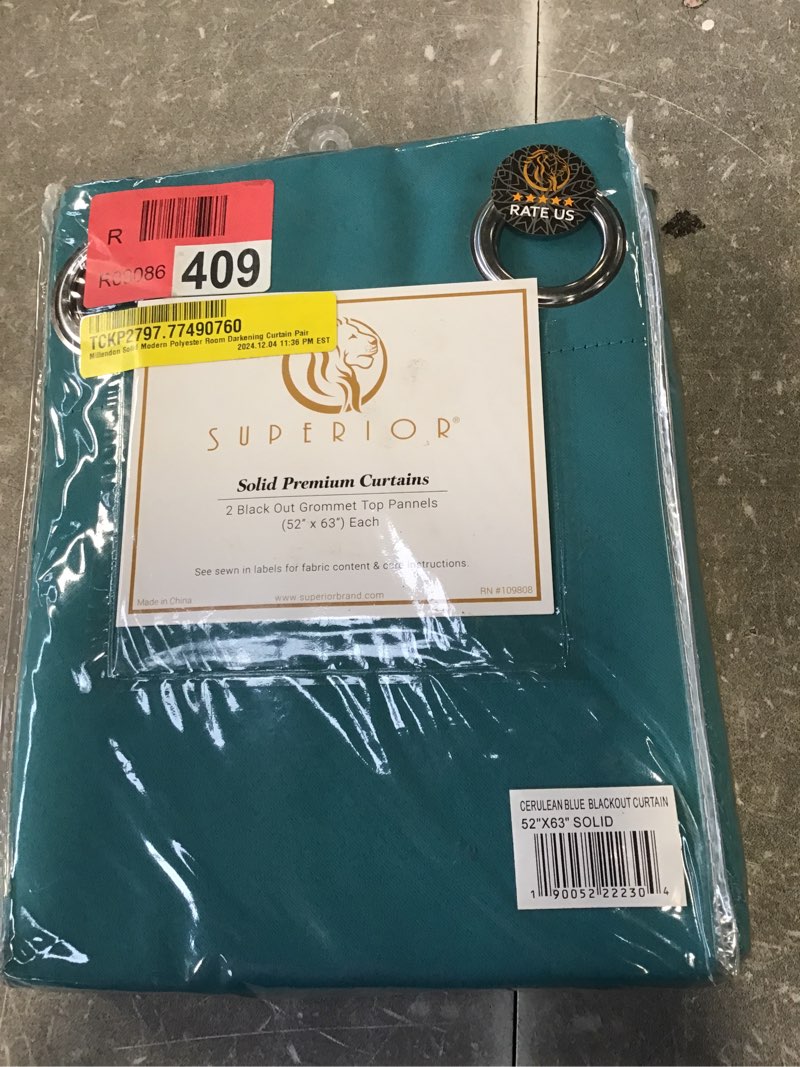 RATE US
R
R09086
409
TCKP2797.77490760
Millendon Solid Modern Polyester Room Darkening Curtain Pair
2024.12.04 11:36 PM EST
SUPERIOR®
Solid Premium Curtains
2 Black Out Grommet Top Pannels
(52" x 63") Each
See sewn in labels for fabric content & care instructions.
Made in China
www.superiorbrand.com
RN #109808
CERULEAN BLUE BLACKOUT CURTAIN
52"X63" SOLID
1 90052 22230 4